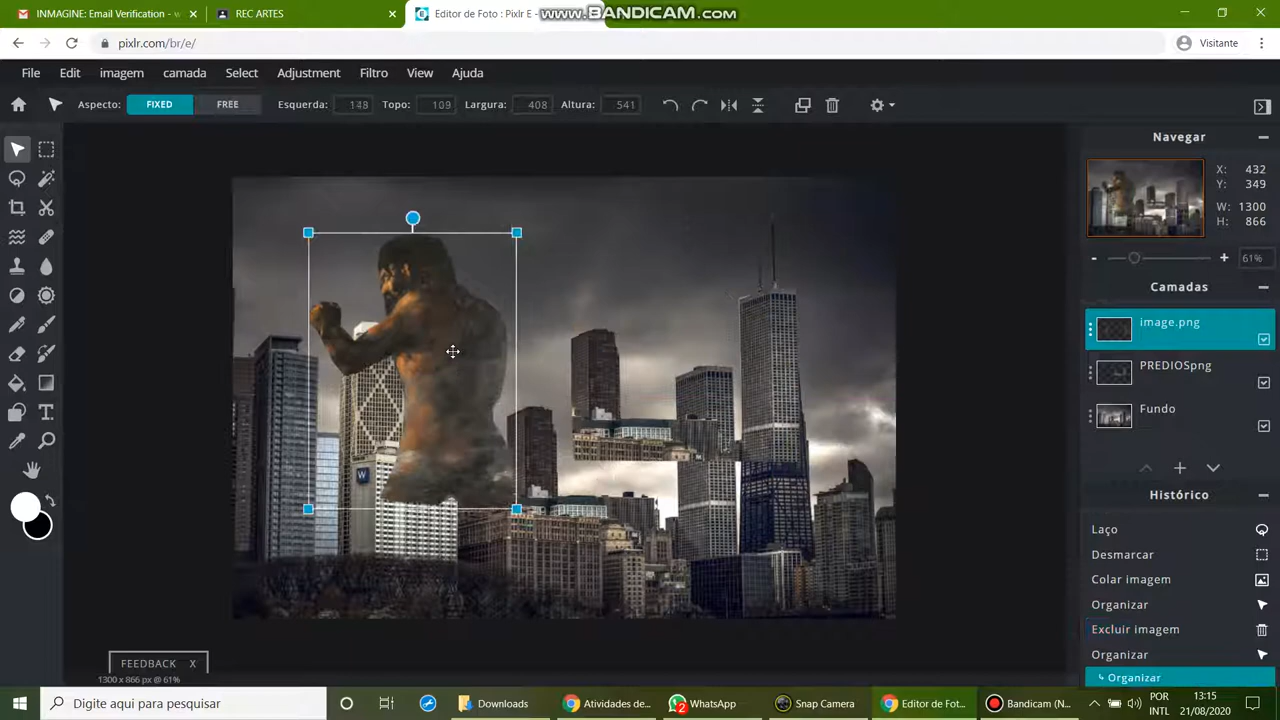 INMAGINE: Email Verification - w
REC ARTES
Editor de Foto: Pixlr E -
www.BANDICAM.com
pixlr.com/br/e/
Visitante
File Edit imagem camada Select Adjustment Filtro View Ajuda
Aspecto: FIXED FREE Esquerda: 148 Topo: 109 Largura: 408 Altura: 541
Navegar
X: 432
Y: 349
W: 1300
H: 866
61%
Camadas
image.png
PREDIOSpng
Fundo
Histórico
Laço
Desmarcar
Colar imagem
Organizar
Excluir imagem
Organizar
Organizar
W
FEEDBACK X
1300 x 866 px @ 61%
Digite aqui para pesquisar
Downloads
Atividades de...
2
WhatsApp
Snap Camera
Editor de Fot...
Bandicam (N...
POR
INTL
13:15
21/08/2020